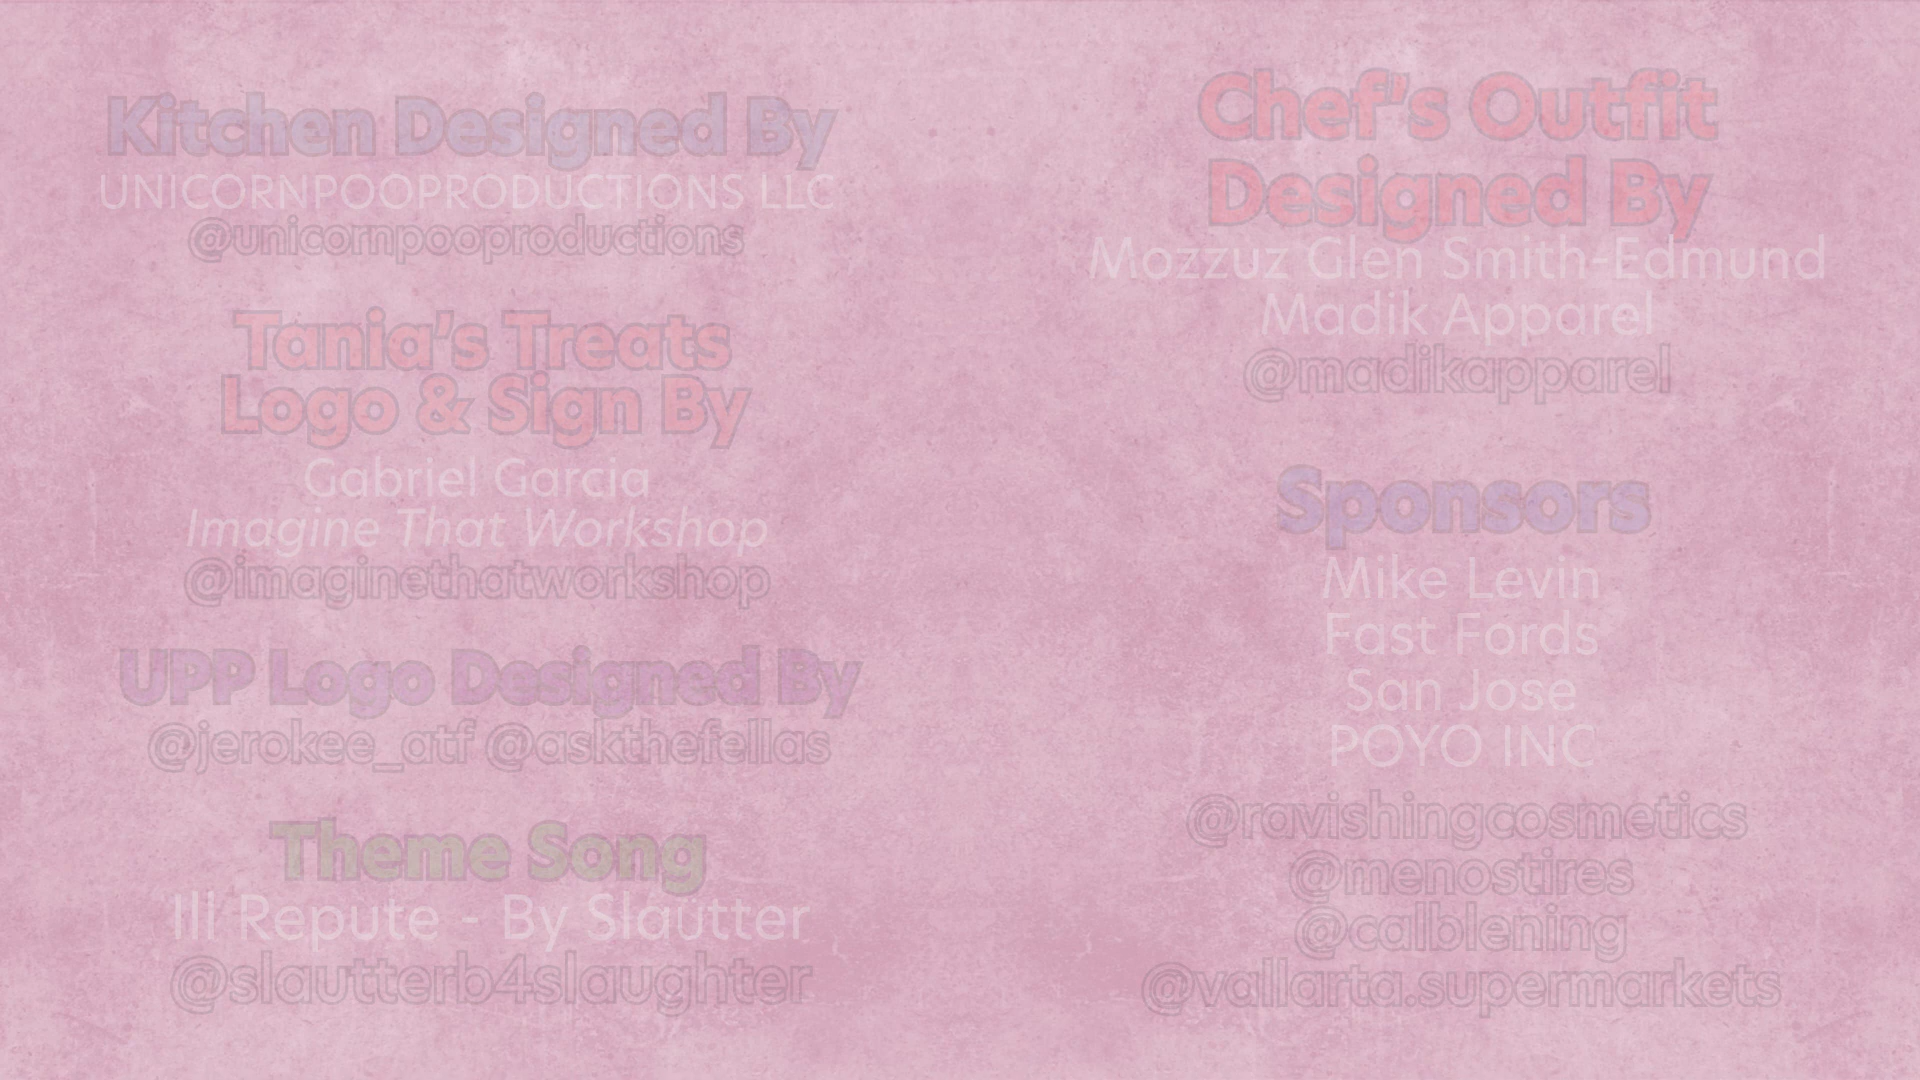 Kitchen Designed By
UNICORNPOOPRODUCTIONS LLC
@unicornpooproductions
Tania's Treats
Logo & Sign By
Gabriel Garcia
Imagine That Workshop
@imaginethatworkshop
UPP Logo Designed By
@jerokee_atf @askthefellas
Theme Song
Ill Repute - By Slaütter
@slautterb4slaughter
Chef's Outfit
Designed By
Mozzuz Glen Smith-Edmund
Madik Apparel
@madikapparel
Sponsors
Mike Levin
Fast Fords
San Jose
POYO INC
@ravishingcosmetics
@menostires
@calblening
@vallarta.supermarkets